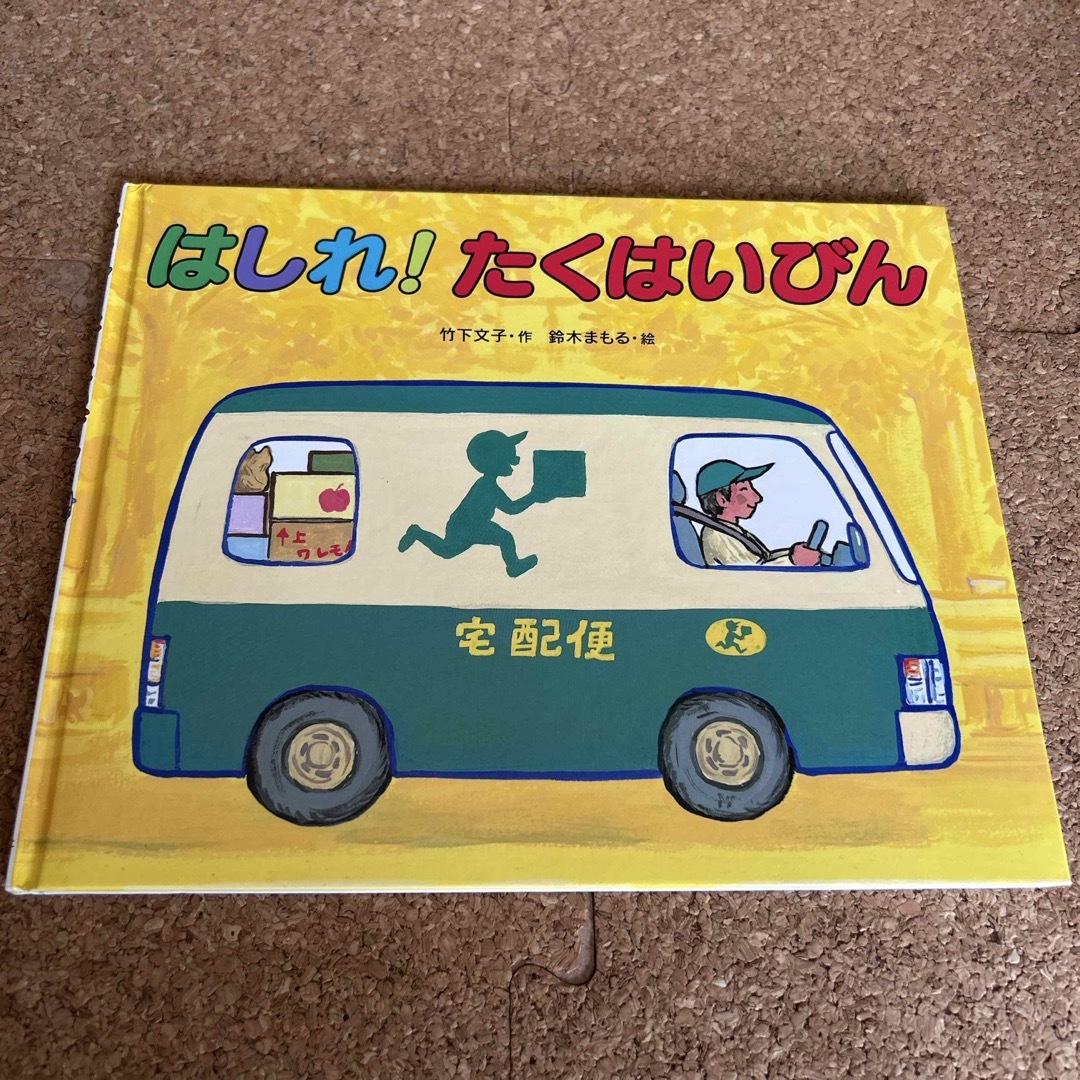 はしれ！たくはいびん
竹下文子・作 鈴木まもる・絵
↑上
ワレモノ
宅配便